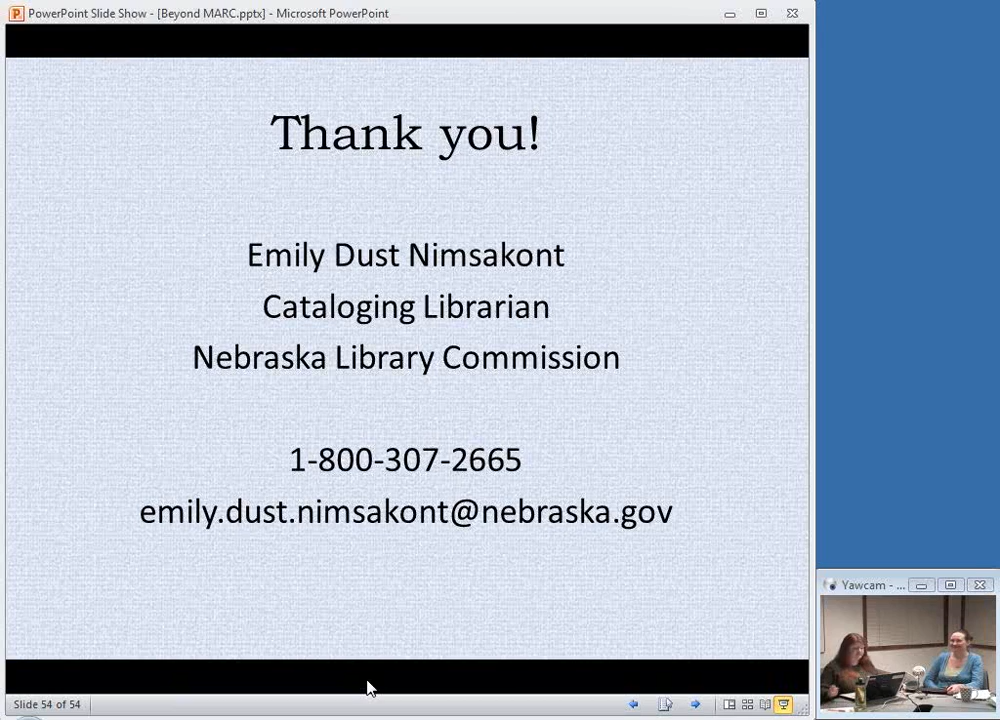 PowerPoint Slide Show - [Beyond MARC.pptx] - Microsoft PowerPoint
Thank you!
Emily Dust Nimsakont
Cataloging Librarian
Nebraska Library Commission
1-800-307-2665
emily.dust.nimsakont@nebraska.gov
Yawcam - ...
Slide 54 of 54